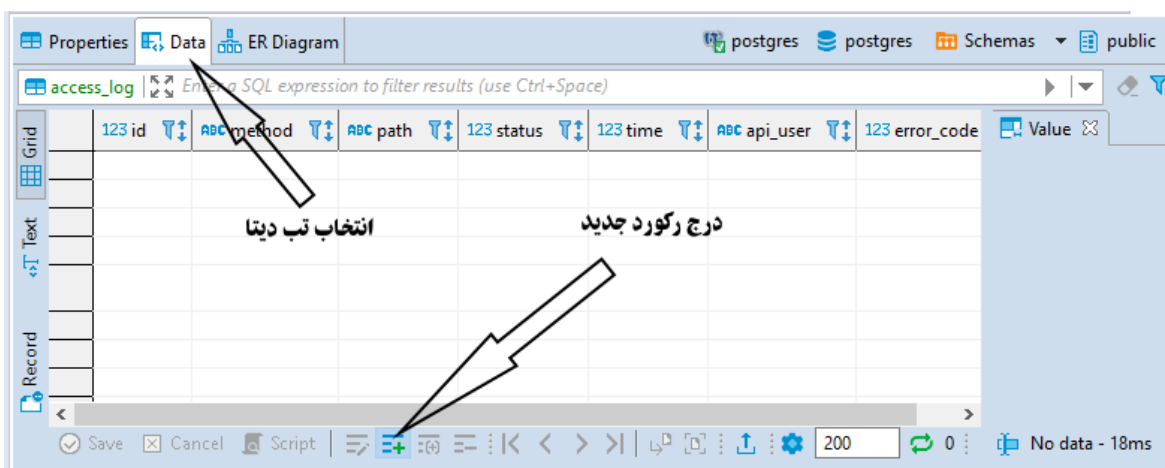 Properties Data ER Diagram postgres postgres Schemas public
access_log Enter a SQL expression to filter results (use Ctrl+Space)
Grid 123 id ABC method ABC path 123 status 123 time ABC api_user 123 error_code Value
Text
انتخاب تب دیتا
درج رکورد جدید
Record
Save Cancel Script 200 0 No data - 18ms